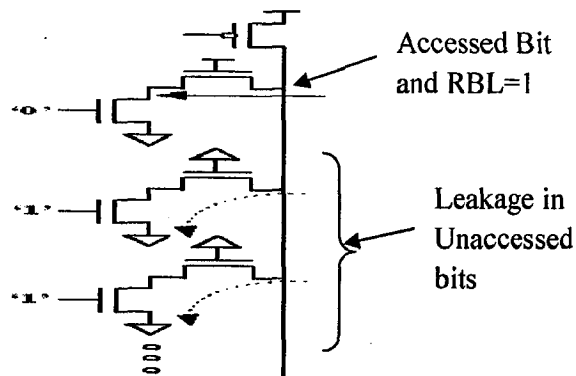 Accessed Bit
and RBL=1
"0"
"1"
Leakage in
Unaccessed
bits
"1"